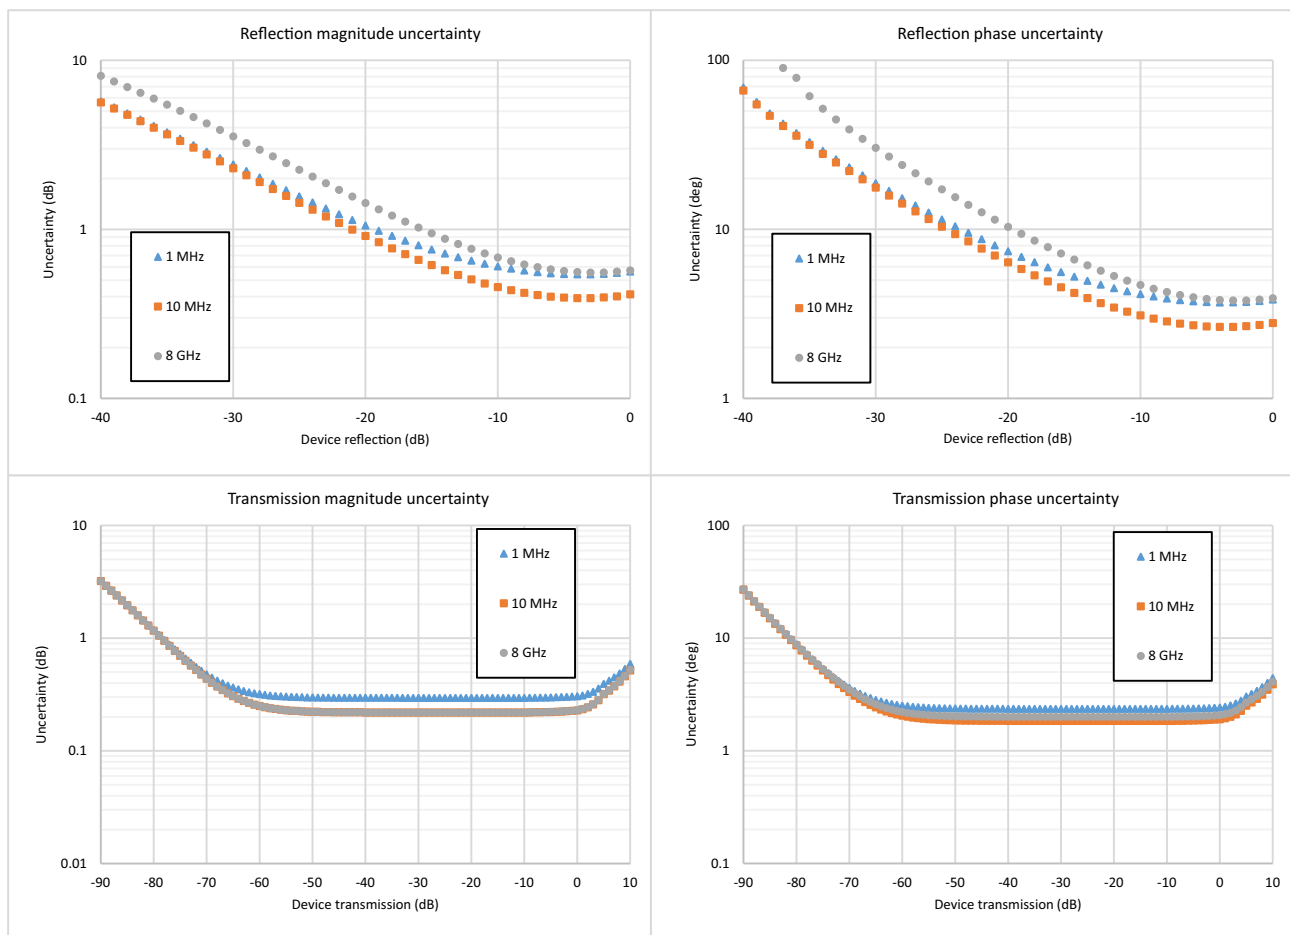 Reflection magnitude uncertainty
10
1
0.1
Uncertainty (dB)
1 MHz
10 MHz
8 GHz
-40
-30
-20
-10
0
Device reflection (dB)
Reflection phase uncertainty
100
10
1
Uncertainty (deg)
1 MHz
10 MHz
8 GHz
-40
-30
-20
-10
0
Device reflection (dB)
Transmission magnitude uncertainty
10
1
0.1
0.01
Uncertainty (dB)
1 MHz
10 MHz
8 GHz
-90
-80
-70
-60
-50
-40
-30
-20
-10
0
10
Device transmission (dB)
Transmission phase uncertainty
100
10
1
0.1
Uncertainty (deg)
1 MHz
10 MHz
8 GHz
-90
-80
-70
-60
-50
-40
-30
-20
-10
0
10
Device transmission (dB)